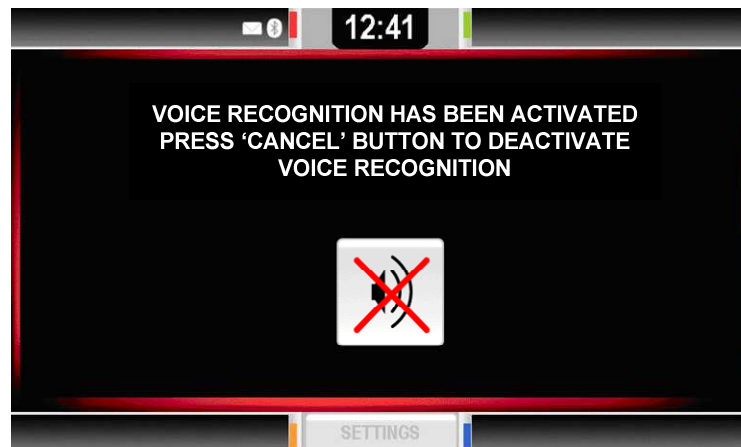 12:41
VOICE RECOGNITION HAS BEEN ACTIVATED
PRESS ‘CANCEL’ BUTTON TO DEACTIVATE
VOICE RECOGNITION
SETTINGS